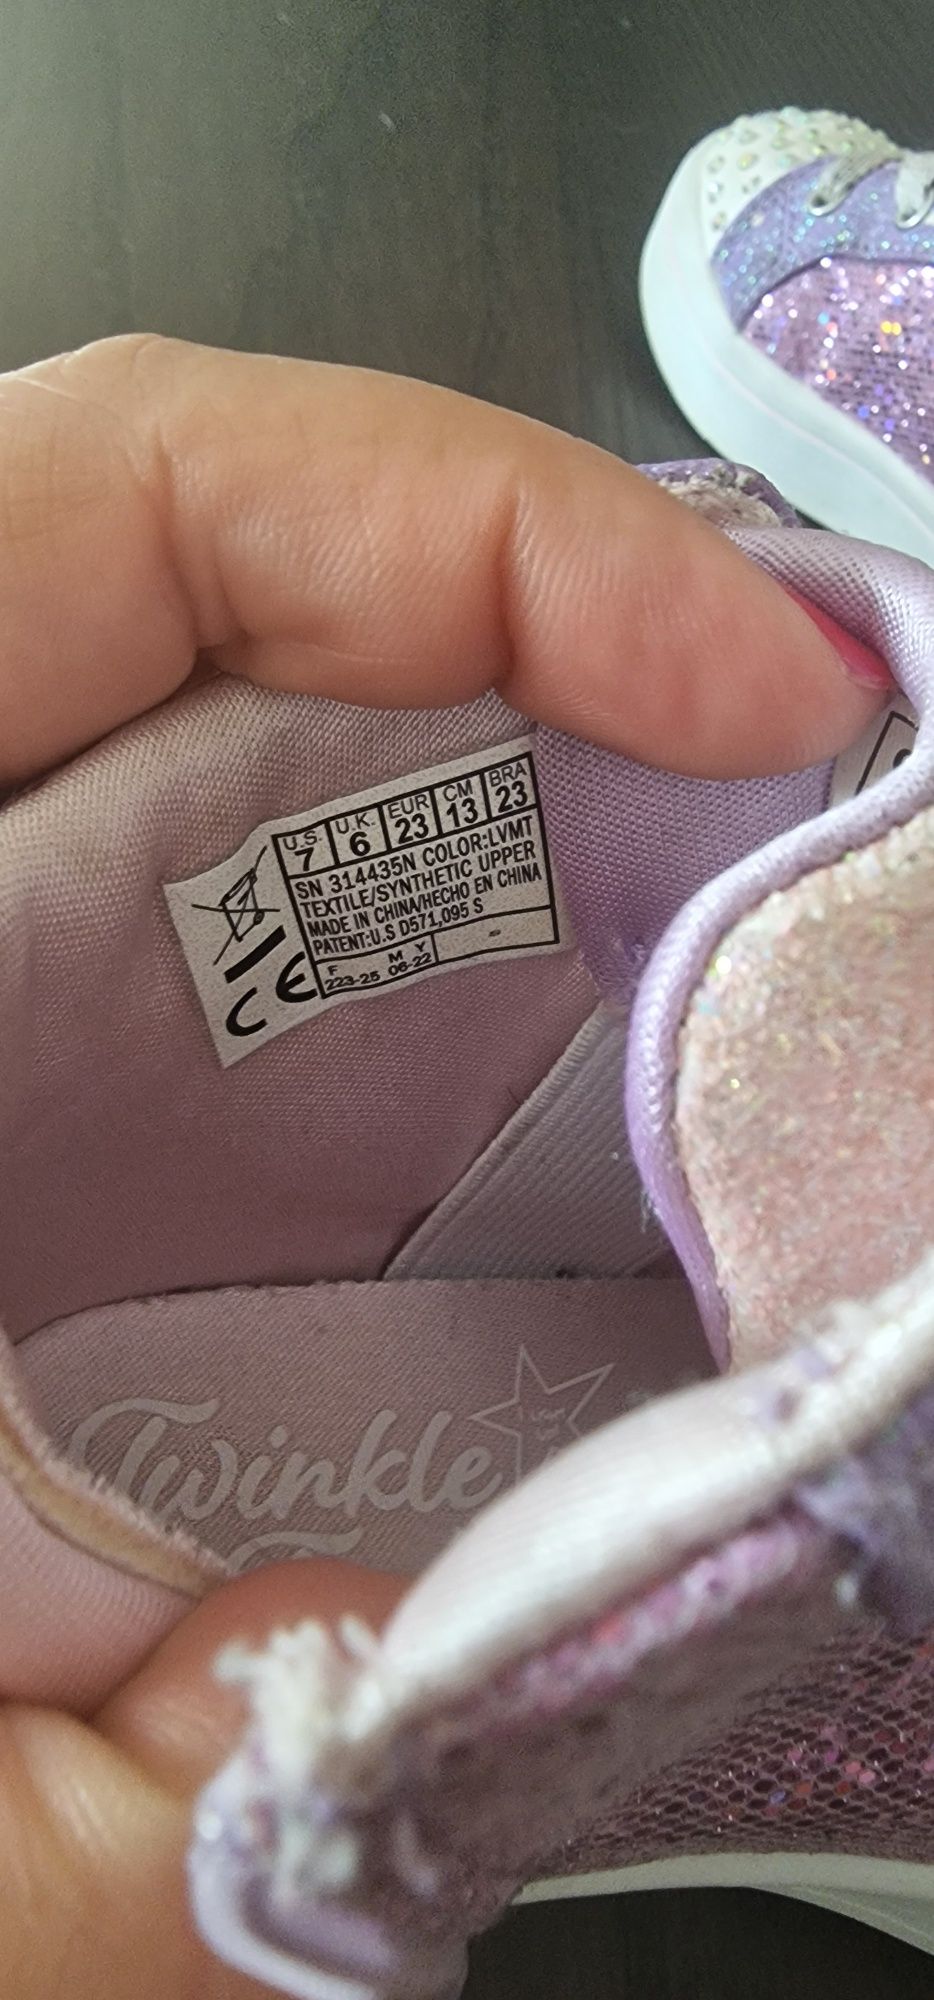 U.S. U.K. EUR CM BRA
7 6 23 13 23
SN 314435N COLOR:LVMT
TEXTILE/SYNTHETIC UPPER
MADE IN CHINA/HECHO EN CHINA
PATENT:U.S D571,095 S
F M Y
223-25 06-22
CE
Twinkle